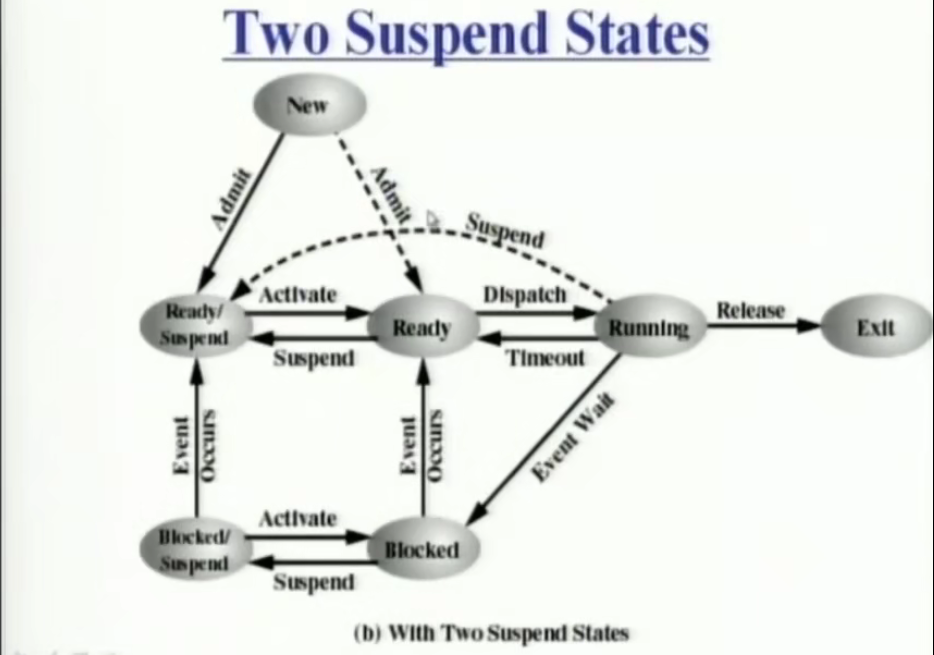 Two Suspend States
New
Admit
Admit
Suspend
Ready/
Suspend
Activate
Suspend
Ready
Dispatch
Timeout
Running
Release
Exit
Event
Occurs
Event
Occurs
Event Wait
Blocked/
Suspend
Activate
Suspend
Blocked
(b) With Two Suspend States